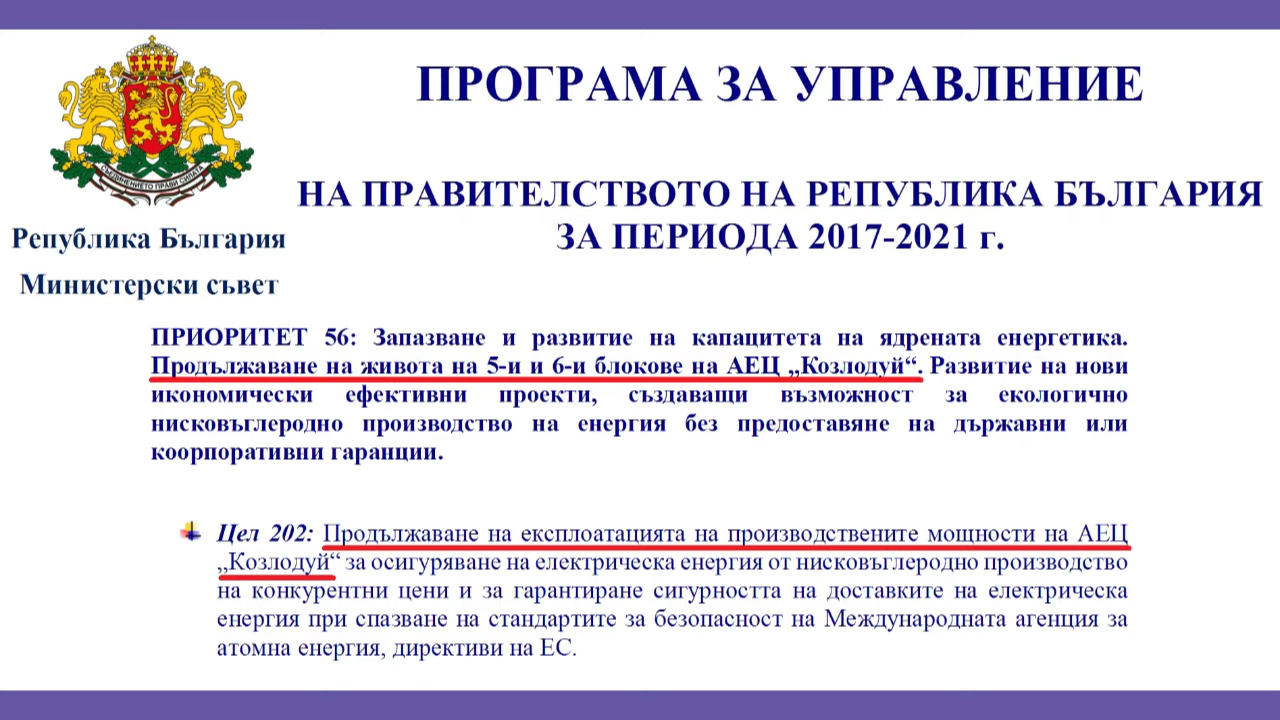 ПРОГРАМА ЗА УПРАВЛЕНИЕ
НА ПРАВИТЕЛСТВОТО НА РЕПУБЛИКА БЪЛГАРИЯ
ЗА ПЕРИОДА 2017-2021 г.
СЪЕДИНЕНИЕТО ПРАВИ СИЛАТА
Република България
Министерски съвет
ПРИОРИТЕТ 56: Запазване и развитие на капацитета на ядрената енергетика.
Продължаване на живота на 5-и и 6-и блокове на АЕЦ „Козлодуй“. Развитие на нови
икономически ефективни проекти, създаващи възможност за екологично
нисковъглеродно производство на енергия без предоставяне на държавни или
коорпоративни гаранции.
Цел 202: Продължаване на експлоатацията на производствените мощности на АЕЦ
„Козлодуй“ за осигуряване на електрическа енергия от нисковъглеродно производство
на конкурентни цени и за гарантиране сигурността на доставките на електрическа
енергия при спазване на стандартите за безопасност на Международната агенция за
атомна енергия, директиви на ЕС.